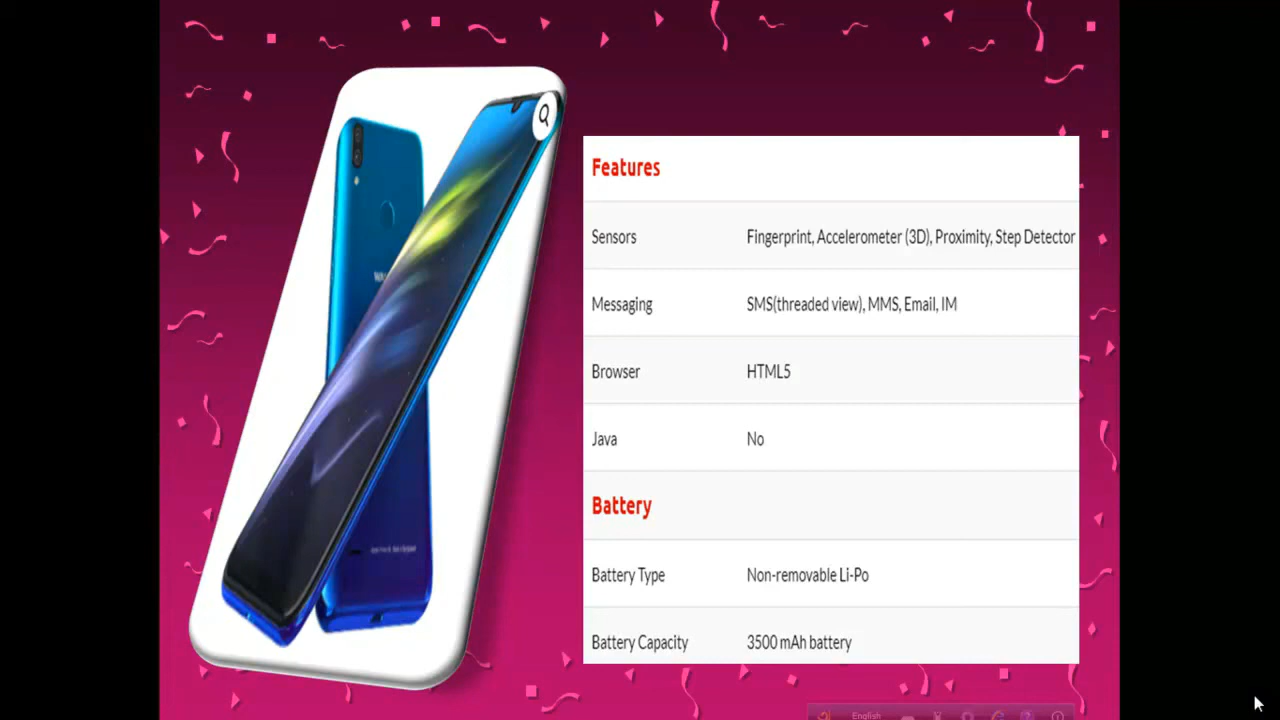 Features
Sensors Fingerprint, Accelerometer (3D), Proximity, Step Detector
Messaging SMS(threaded view), MMS, Email, IM
Browser HTML5
Java No
Battery
Battery Type Non-removable Li-Po
Battery Capacity 3500 mAh battery
English